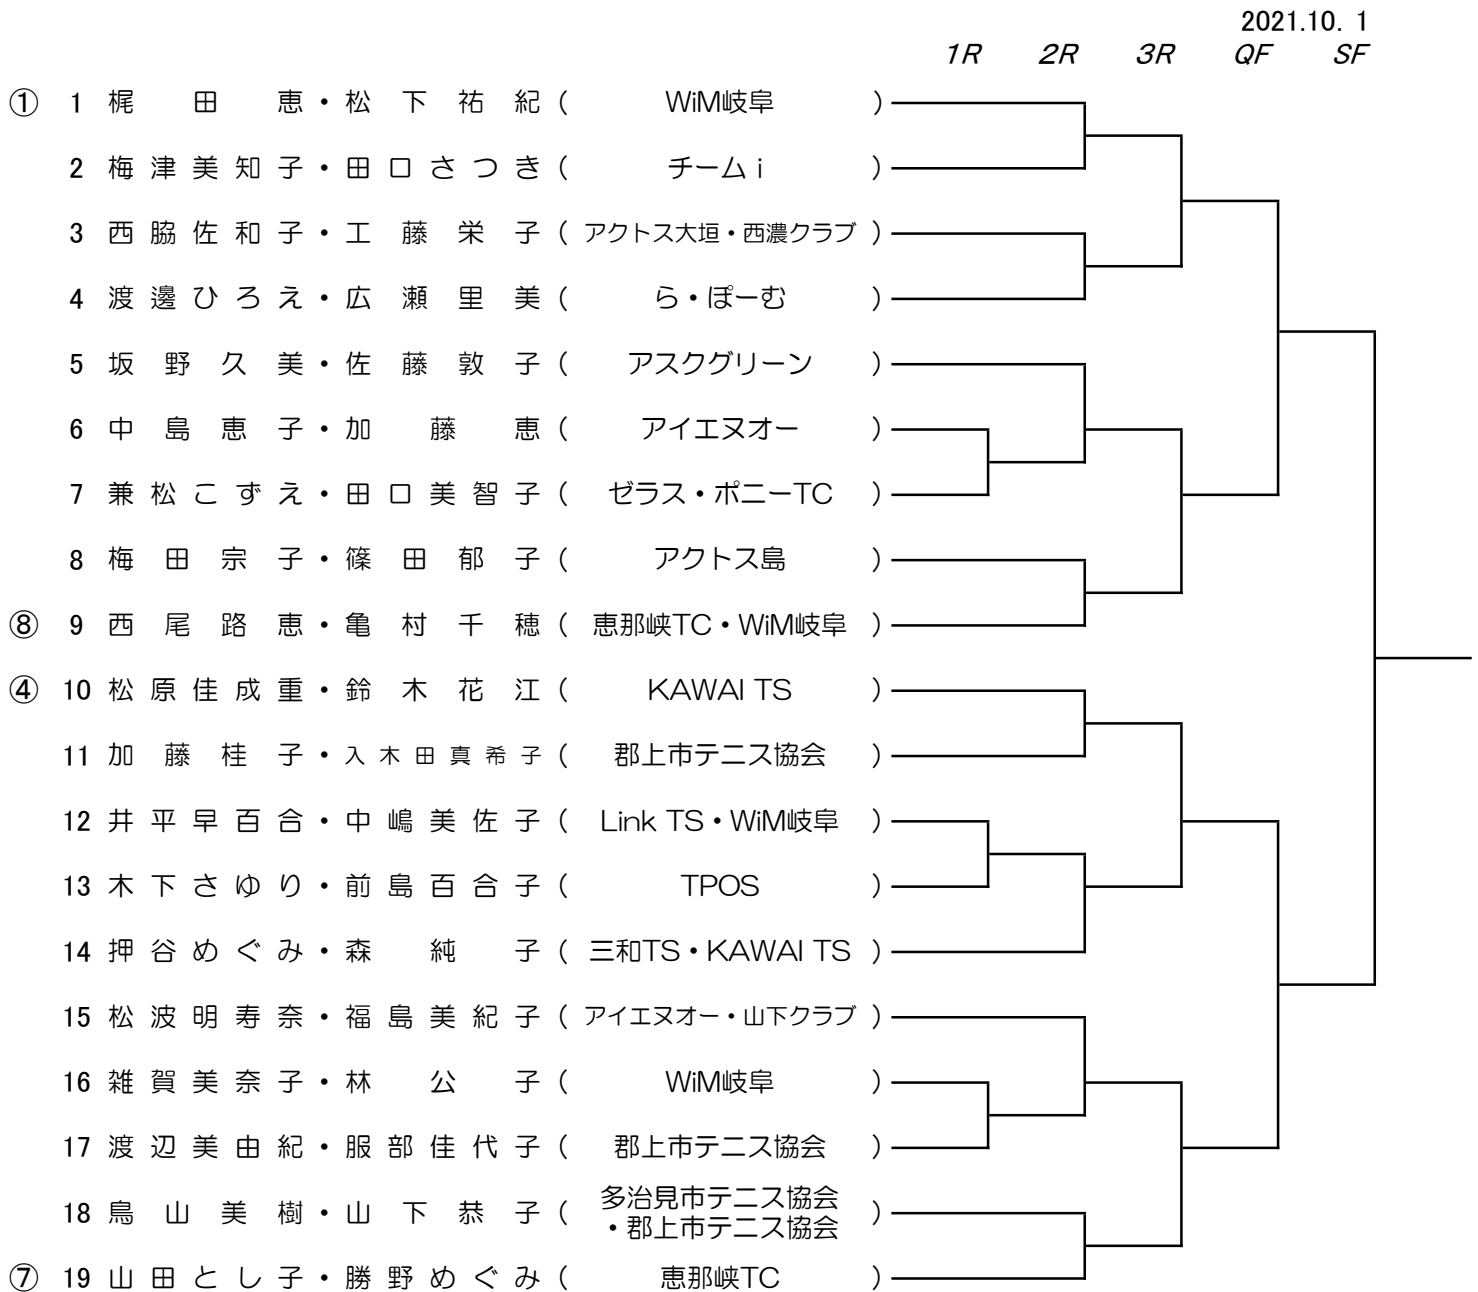 2021.10. 1
1R 2R 3R QF SF
① 1 梶田恵・松下祐紀 ( WiM岐阜 )
2 梅津美知子・田口さつき ( チームｉ )
3 西脇佐和子・工藤栄子 ( アクトス大垣・西濃クラブ )
4 渡邊ひろえ・広瀬里美 ( ら・ぽーむ )
5 坂野久美・佐藤敦子 ( アスクグリーン )
6 中島恵子・加藤恵 ( アイエヌオー )
7 兼松こずえ・田口美智子 ( ゼラス・ポニーTC )
8 梅田宗子・篠田郁子 ( アクトス島 )
⑧ 9 西尾路恵・亀村千穂 ( 恵那峡TC・WiM岐阜 )
④ 10 松原佳成重・鈴木花江 ( KAWAI TS )
11 加藤桂子・入木田真希子 ( 郡上市テニス協会 )
12 井平早百合・中嶋美佐子 ( Link TS・WiM岐阜 )
13 木下さゆり・前島百合子 ( TPOS )
14 押谷めぐみ・森純子 ( 三和TS・KAWAI TS )
15 松波明寿奈・福島美紀子 ( アイエヌオー・山下クラブ )
16 雑賀美奈子・林公子 ( WiM岐阜 )
17 渡辺美由紀・服部佳代子 ( 郡上市テニス協会 )
18 鳥山美樹・山下恭子 ( 多治見市テニス協会
・郡上市テニス協会 )
⑦ 19 山田とし子・勝野めぐみ ( 恵那峡TC )